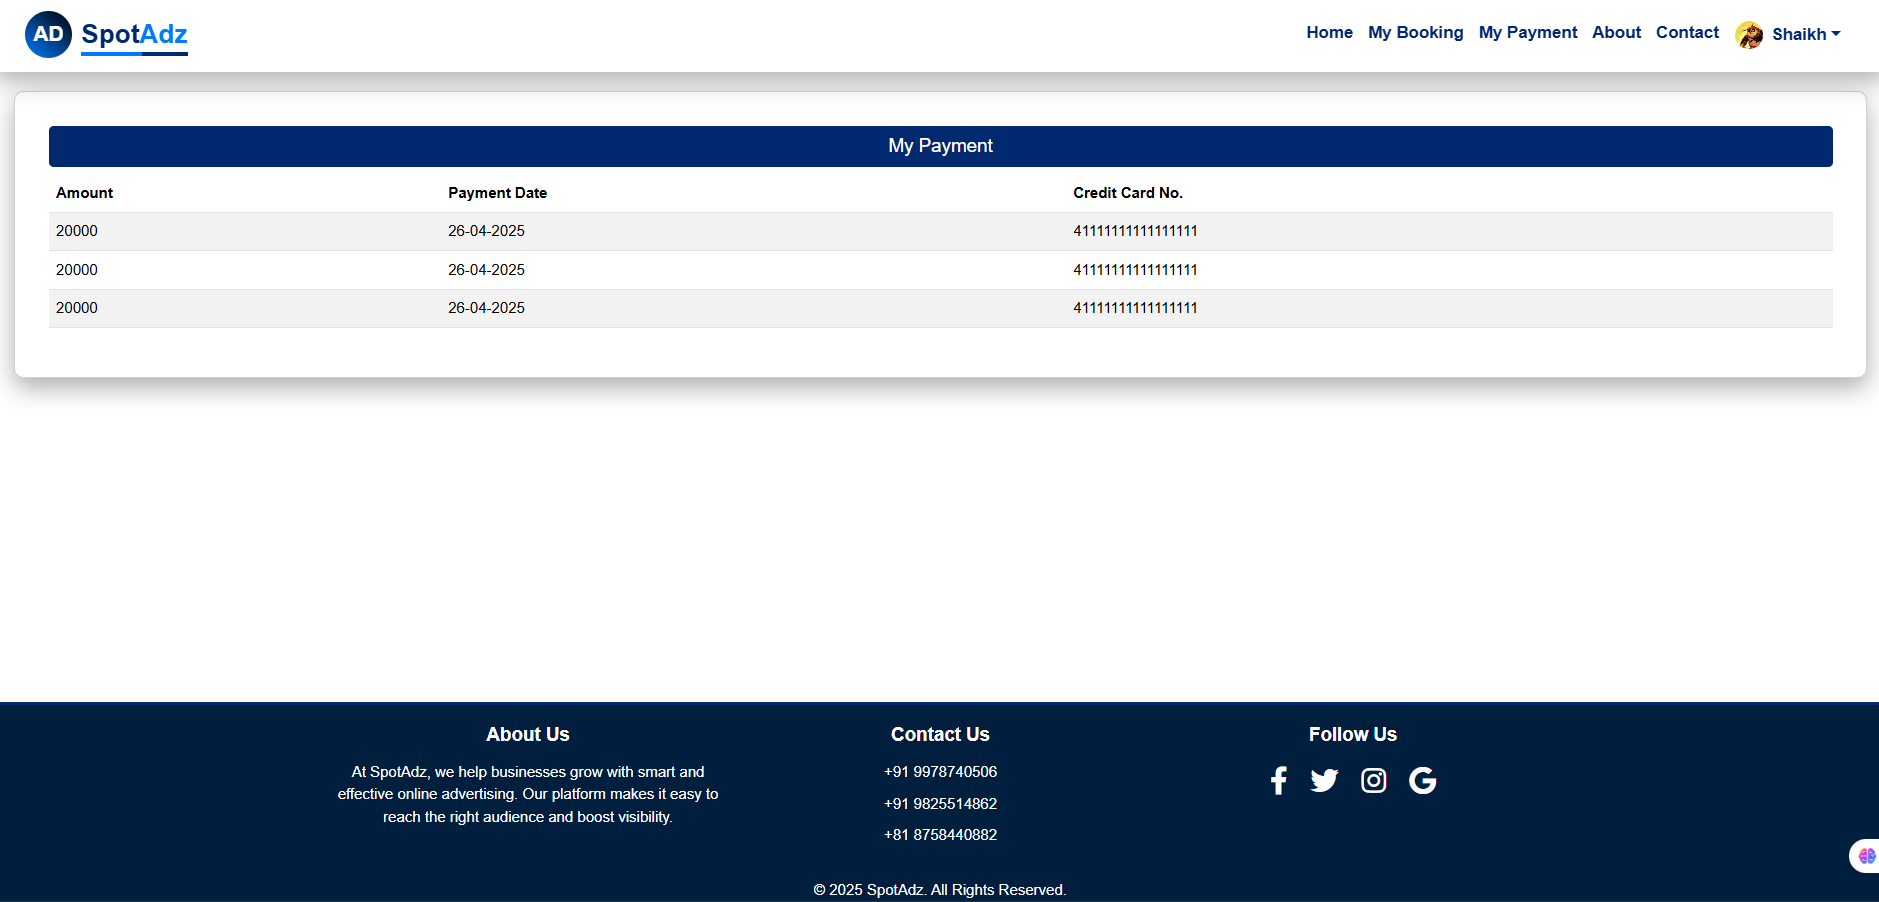 AD SpotAdz Home My Booking My Payment About Contact Shaikh
My Payment
Amount Payment Date Credit Card No.
20000 26-04-2025 41111111111111111
20000 26-04-2025 41111111111111111
20000 26-04-2025 41111111111111111
About Us
At SpotAdz, we help businesses grow with smart and
effective online advertising. Our platform makes it easy to
reach the right audience and boost visibility.
Contact Us
+91 9978740506
+91 9825514862
+81 8758440882
Follow Us
© 2025 SpotAdz. All Rights Reserved.